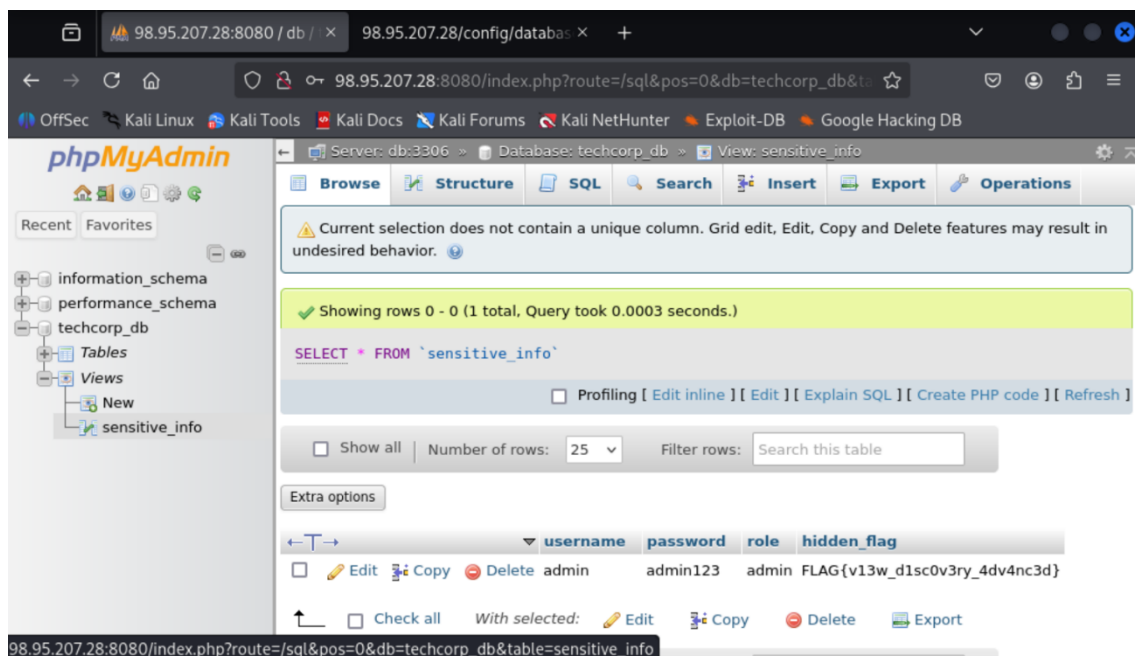 98.95.207.28:8080 / db / t
98.95.207.28/config/databas
98.95.207.28:8080/index.php?route=/sql&pos=0&db=techcorp_db&ta
OffSec Kali Linux Kali Tools Kali Docs Kali Forums Kali NetHunter Exploit-DB Google Hacking DB
phpMyAdmin
Recent Favorites
information_schema
performance_schema
techcorp_db
Tables
Views
New
sensitive_info
Server: db:3306 » Database: techcorp_db » View: sensitive_info
Browse Structure SQL Search Insert Export Operations
Current selection does not contain a unique column. Grid edit, Edit, Copy and Delete features may result in
undesired behavior.
Showing rows 0 - 0 (1 total, Query took 0.0003 seconds.)
SELECT * FROM `sensitive_info`
Profiling [ Edit inline ] [ Edit ] [ Explain SQL ] [ Create PHP code ] [ Refresh ]
Show all | Number of rows: 25 Filter rows: Search this table
Extra options
←T→ username password role hidden_flag
Edit Copy Delete admin admin123 admin FLAG{v13w_d1sc0v3ry_4dv4nc3d}
Check all With selected: Edit Copy Delete Export
98.95.207.28:8080/index.php?route=/sql&pos=0&db=techcorp_db&table=sensitive_info